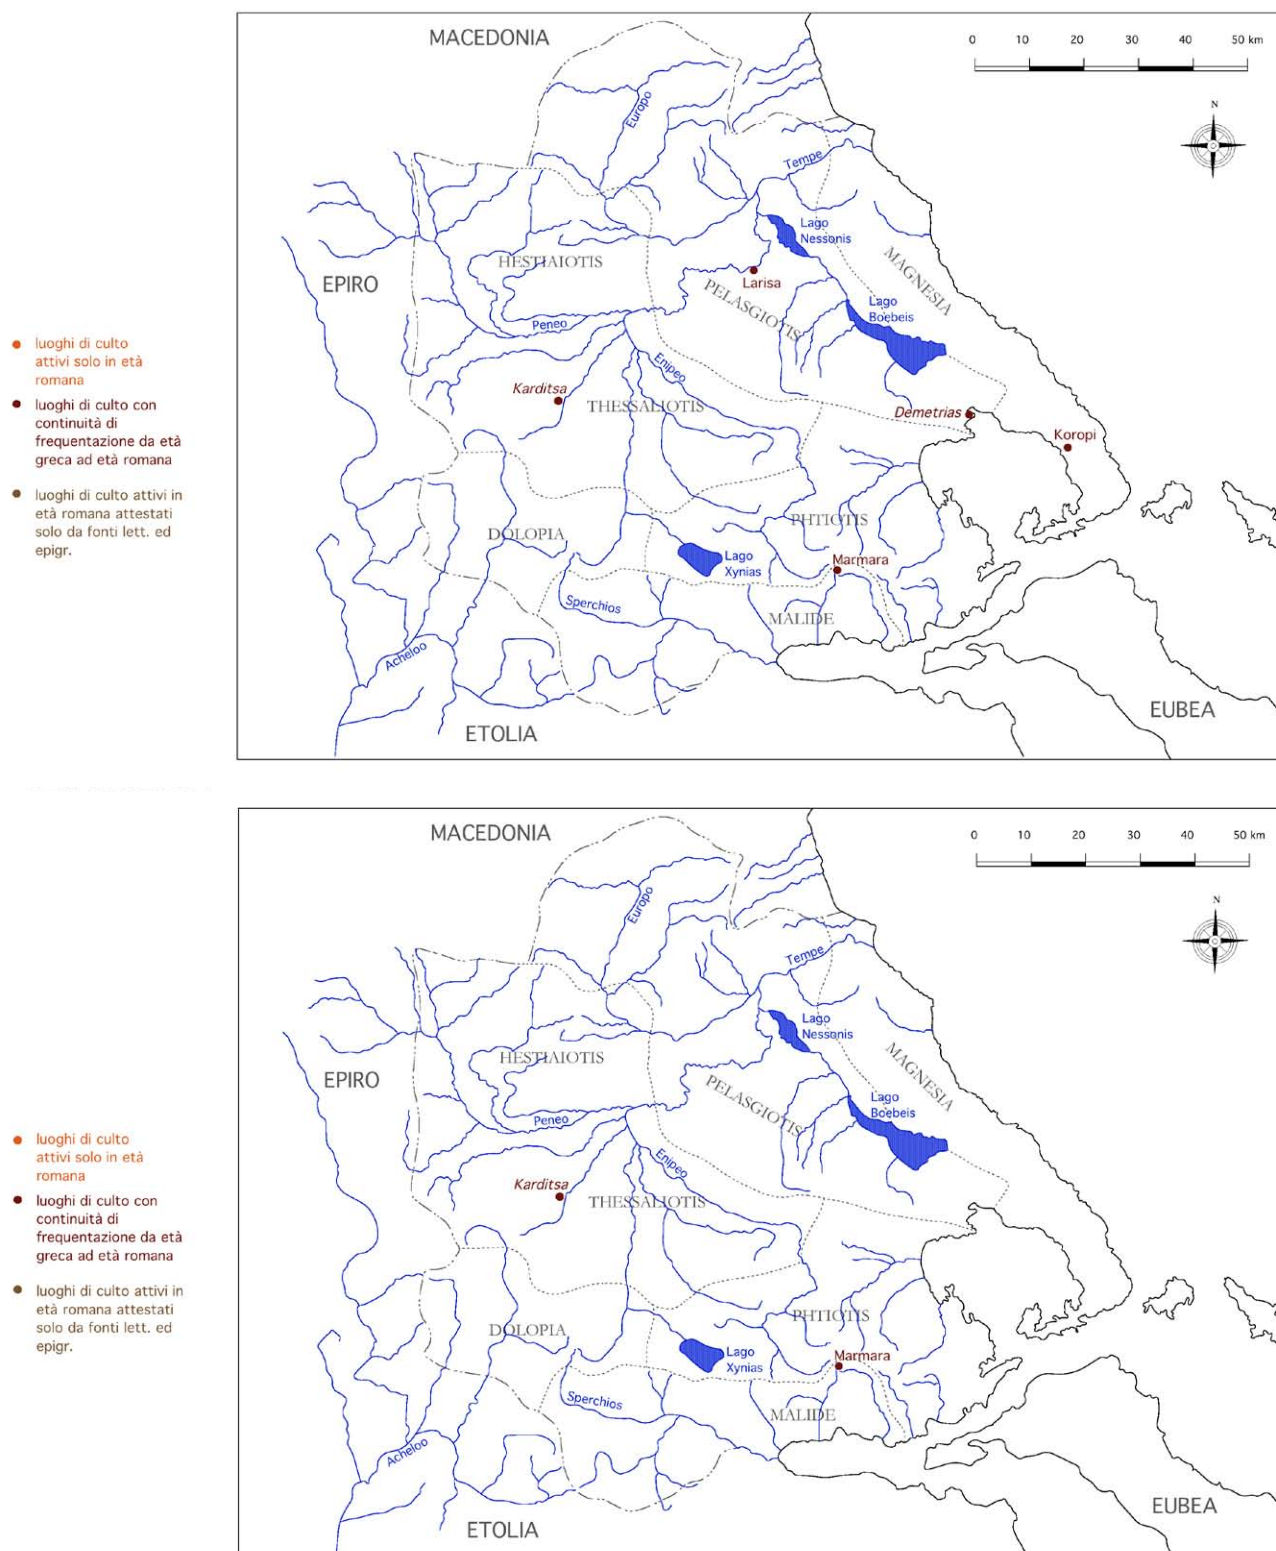 MACEDONIA
0 10 20 30 40 50 km
N
Europo
Tempe
Lago
Nessonis
HESTIAIOTIS
MAGNESIA
EPIRO
Larisa
PELASGIOTIS
Lago
Boebeis
Peneo
luoghi di culto
attivi solo in età
romana
Enipeo
Karditsa
luoghi di culto con
continuità di
frequentazione da età
greca ad età romana
THESSALIOTIS
Demetrias
Koropi
luoghi di culto attivi in
età romana attestati
solo da fonti lett. ed
epigr.
PHTIOTIS
DOLOPIA
Lago
Xynias
Marmara
Sperchios
MALIDE
Acheloo
EUBEA
ETOLIA
MACEDONIA
0 10 20 30 40 50 km
N
Europo
Tempe
Lago
Nessonis
HESTIAIOTIS
MAGNESIA
EPIRO
PELASGIOTIS
Lago
Boebeis
Peneo
luoghi di culto
attivi solo in età
romana
Enipeo
Karditsa
luoghi di culto con
continuità di
frequentazione da età
greca ad età romana
THESSALIOTIS
luoghi di culto attivi in
età romana attestati
solo da fonti lett. ed
epigr.
PHTIOTIS
DOLOPIA
Lago
Xynias
Marmara
Sperchios
MALIDE
Acheloo
EUBEA
ETOLIA